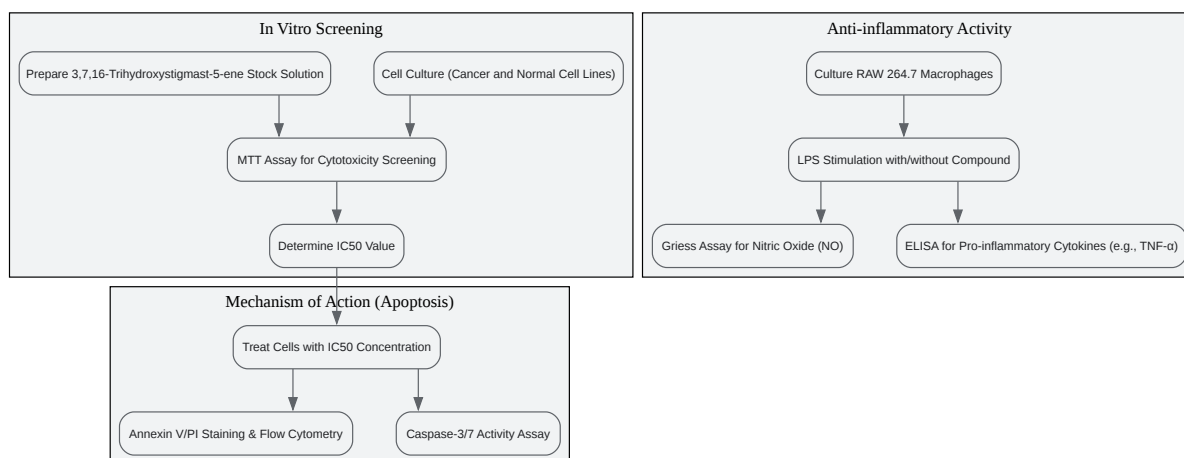 In Vitro Screening
Prepare 3,7,16-Trihydroxystigmast-5-ene Stock Solution
Cell Culture (Cancer and Normal Cell Lines)
MTT Assay for Cytotoxicity Screening
Determine IC50 Value
Mechanism of Action (Apoptosis)
Treat Cells with IC50 Concentration
Annexin V/PI Staining & Flow Cytometry
Caspase-3/7 Activity Assay
Anti-inflammatory Activity
Culture RAW 264.7 Macrophages
LPS Stimulation with/without Compound
Griess Assay for Nitric Oxide (NO)
ELISA for Pro-inflammatory Cytokines (e.g., TNF-α)